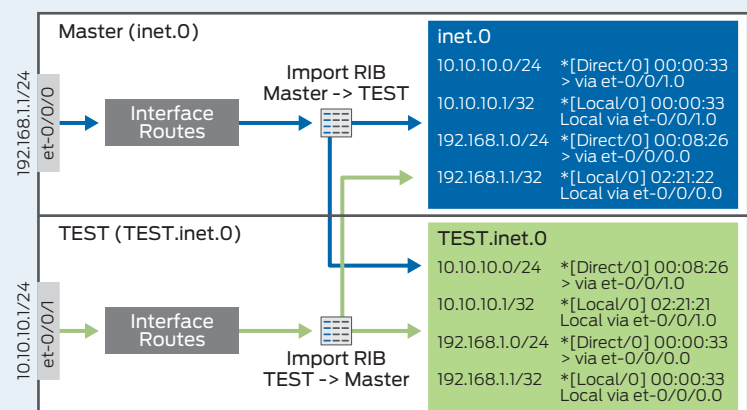 Master (inet.0)
192.168.1.1/24
et-0/0/0
Interface
Routes
Import RIB
Master -> TEST
inet.0
10.10.10.0/24 *[Direct/0] 00:00:33
> via et-0/0/1.0
10.10.10.1/32 *[Local/0] 00:00:33
Local via et-0/0/1.0
192.168.1.0/24 *[Direct/0] 00:08:26
> via et-0/0/0.0
192.168.1.1/32 *[Local/0] 02:21:22
Local via et-0/0/0.0
TEST (TEST.inet.0)
10.10.10.1/24
et-0/0/1
Interface
Routes
Import RIB
TEST -> Master
TEST.inet.0
10.10.10.0/24 *[Direct/0] 00:08:26
> via et-0/0/1.0
10.10.10.1/32 *[Local/0] 02:21:21
Local via et-0/0/1.0
192.168.1.0/24 *[Direct/0] 00:00:33
> via et-0/0/0.0
192.168.1.1/32 *[Local/0] 00:00:33
Local via et-0/0/0.0